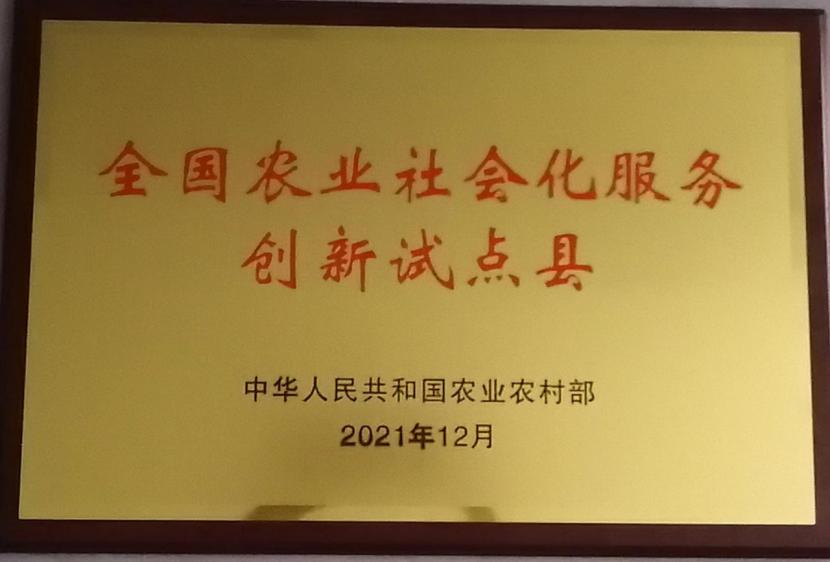 全国农业社会化服务
创新试点县
中华人民共和国农业农村部
2021年12月